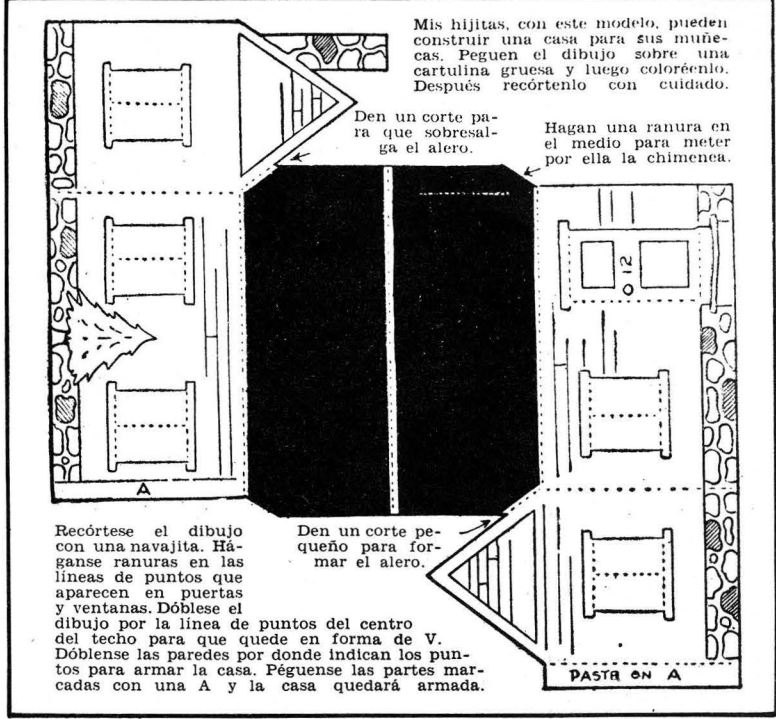 Mis hijitas, con este modelo, pueden
construir una casa para sus muñe-
cas. Peguen el dibujo sobre una
cartulina gruesa y luego coloréenlo.
Después recórtenlo con cuidado.
Den un corte pa-
ra que sobresal-
ga el alero.
Hagan una ranura en
el medio para meter
por ella la chimenea.
012
A
Recórtese el dibujo
con una navajita. Há-
ganse ranuras en las
líneas de puntos que
aparecen en puertas
y ventanas. Dóblese el
dibujo por la línea de puntos del centro
del techo para que quede en forma de V.
Dóblense las paredes por donde indican los pun-
tos para armar la casa. Péguense las partes mar-
cadas con una A y la casa quedará armada.
Den un corte pe-
queño para for-
mar el alero.
PASTA ON A